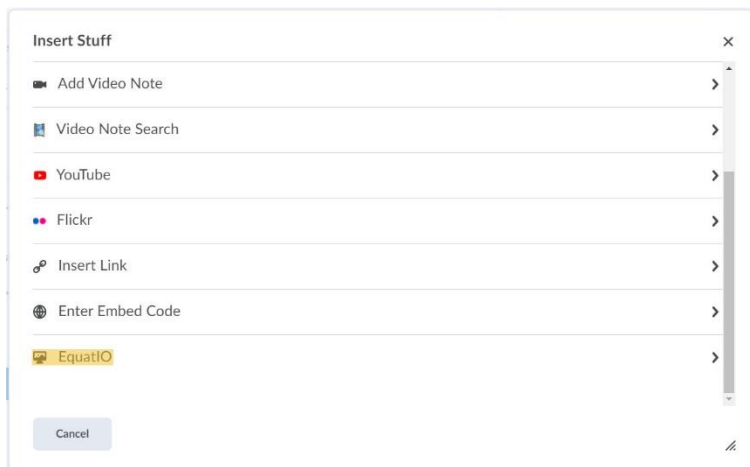 Insert Stuff
Add Video Note
Video Note Search
YouTube
Flickr
Insert Link
Enter Embed Code
EquatIO
Cancel